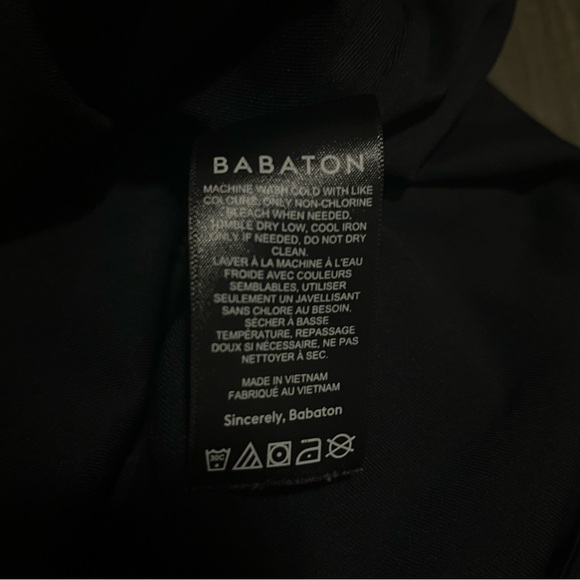 BABATON
MACHINE WASH COLD WITH LIKE
COLOURS, ONLY NON-CHLORINE
BLEACH WHEN NEEDED,
TUMBLE DRY LOW, COOL IRON
ONLY IF NEEDED, DO NOT DRY
CLEAN.
LAVER À LA MACHINE À L'EAU
FROIDE AVEC COULEURS
SEMBLABLES, UTILISER
SEULEMENT UN JAVELLISANT
SANS CHLORE AU BESOIN,
SÉCHER À BASSE
TEMPÉRATURE, REPASSAGE
DOUX SI NÉCESSAIRE, NE PAS
NETTOYER À SEC.
MADE IN VIETNAM
FABRIQUÉ AU VIETNAM
Sincerely, Babaton
30C